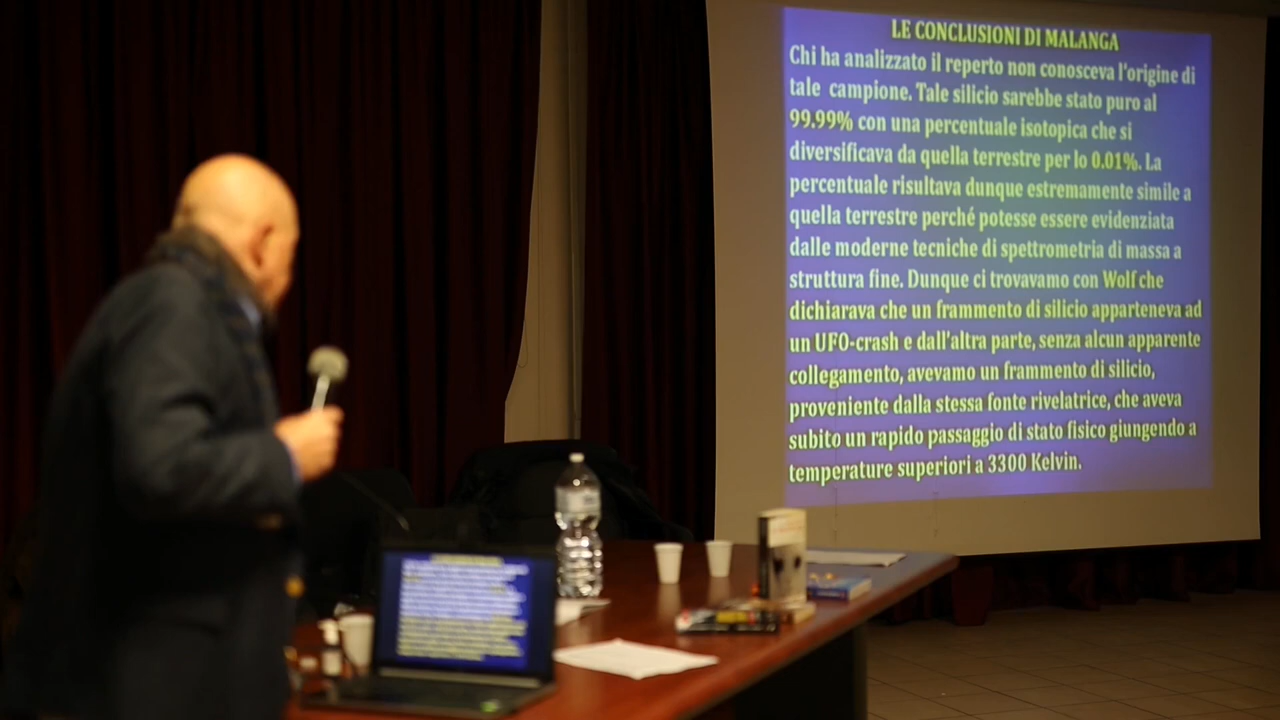 LE CONCLUSIONI DI MALANGA
Chi ha analizzato il reperto non conosceva l'origine di
tale campione. Tale silicio sarebbe stato puro al
99.99% con una percentuale isotopica che si
diversificava da quella terrestre per lo 0.01%. La
percentuale risultava dunque estremamente simile a
quella terrestre perché potesse essere evidenziata
dalle moderne tecniche di spettrometria di massa a
struttura fine. Dunque ci trovavamo con Wolf che
dichiarava che un frammento di silicio apparteneva ad
un UFO-crash e dall'altra parte, senza alcun apparente
collegamento, avevamo un frammento di silicio,
proveniente dalla stessa fonte rivelatrice, che aveva
subito un rapido passaggio di stato fisico giungendo a
temperature superiori a 3300 Kelvin.